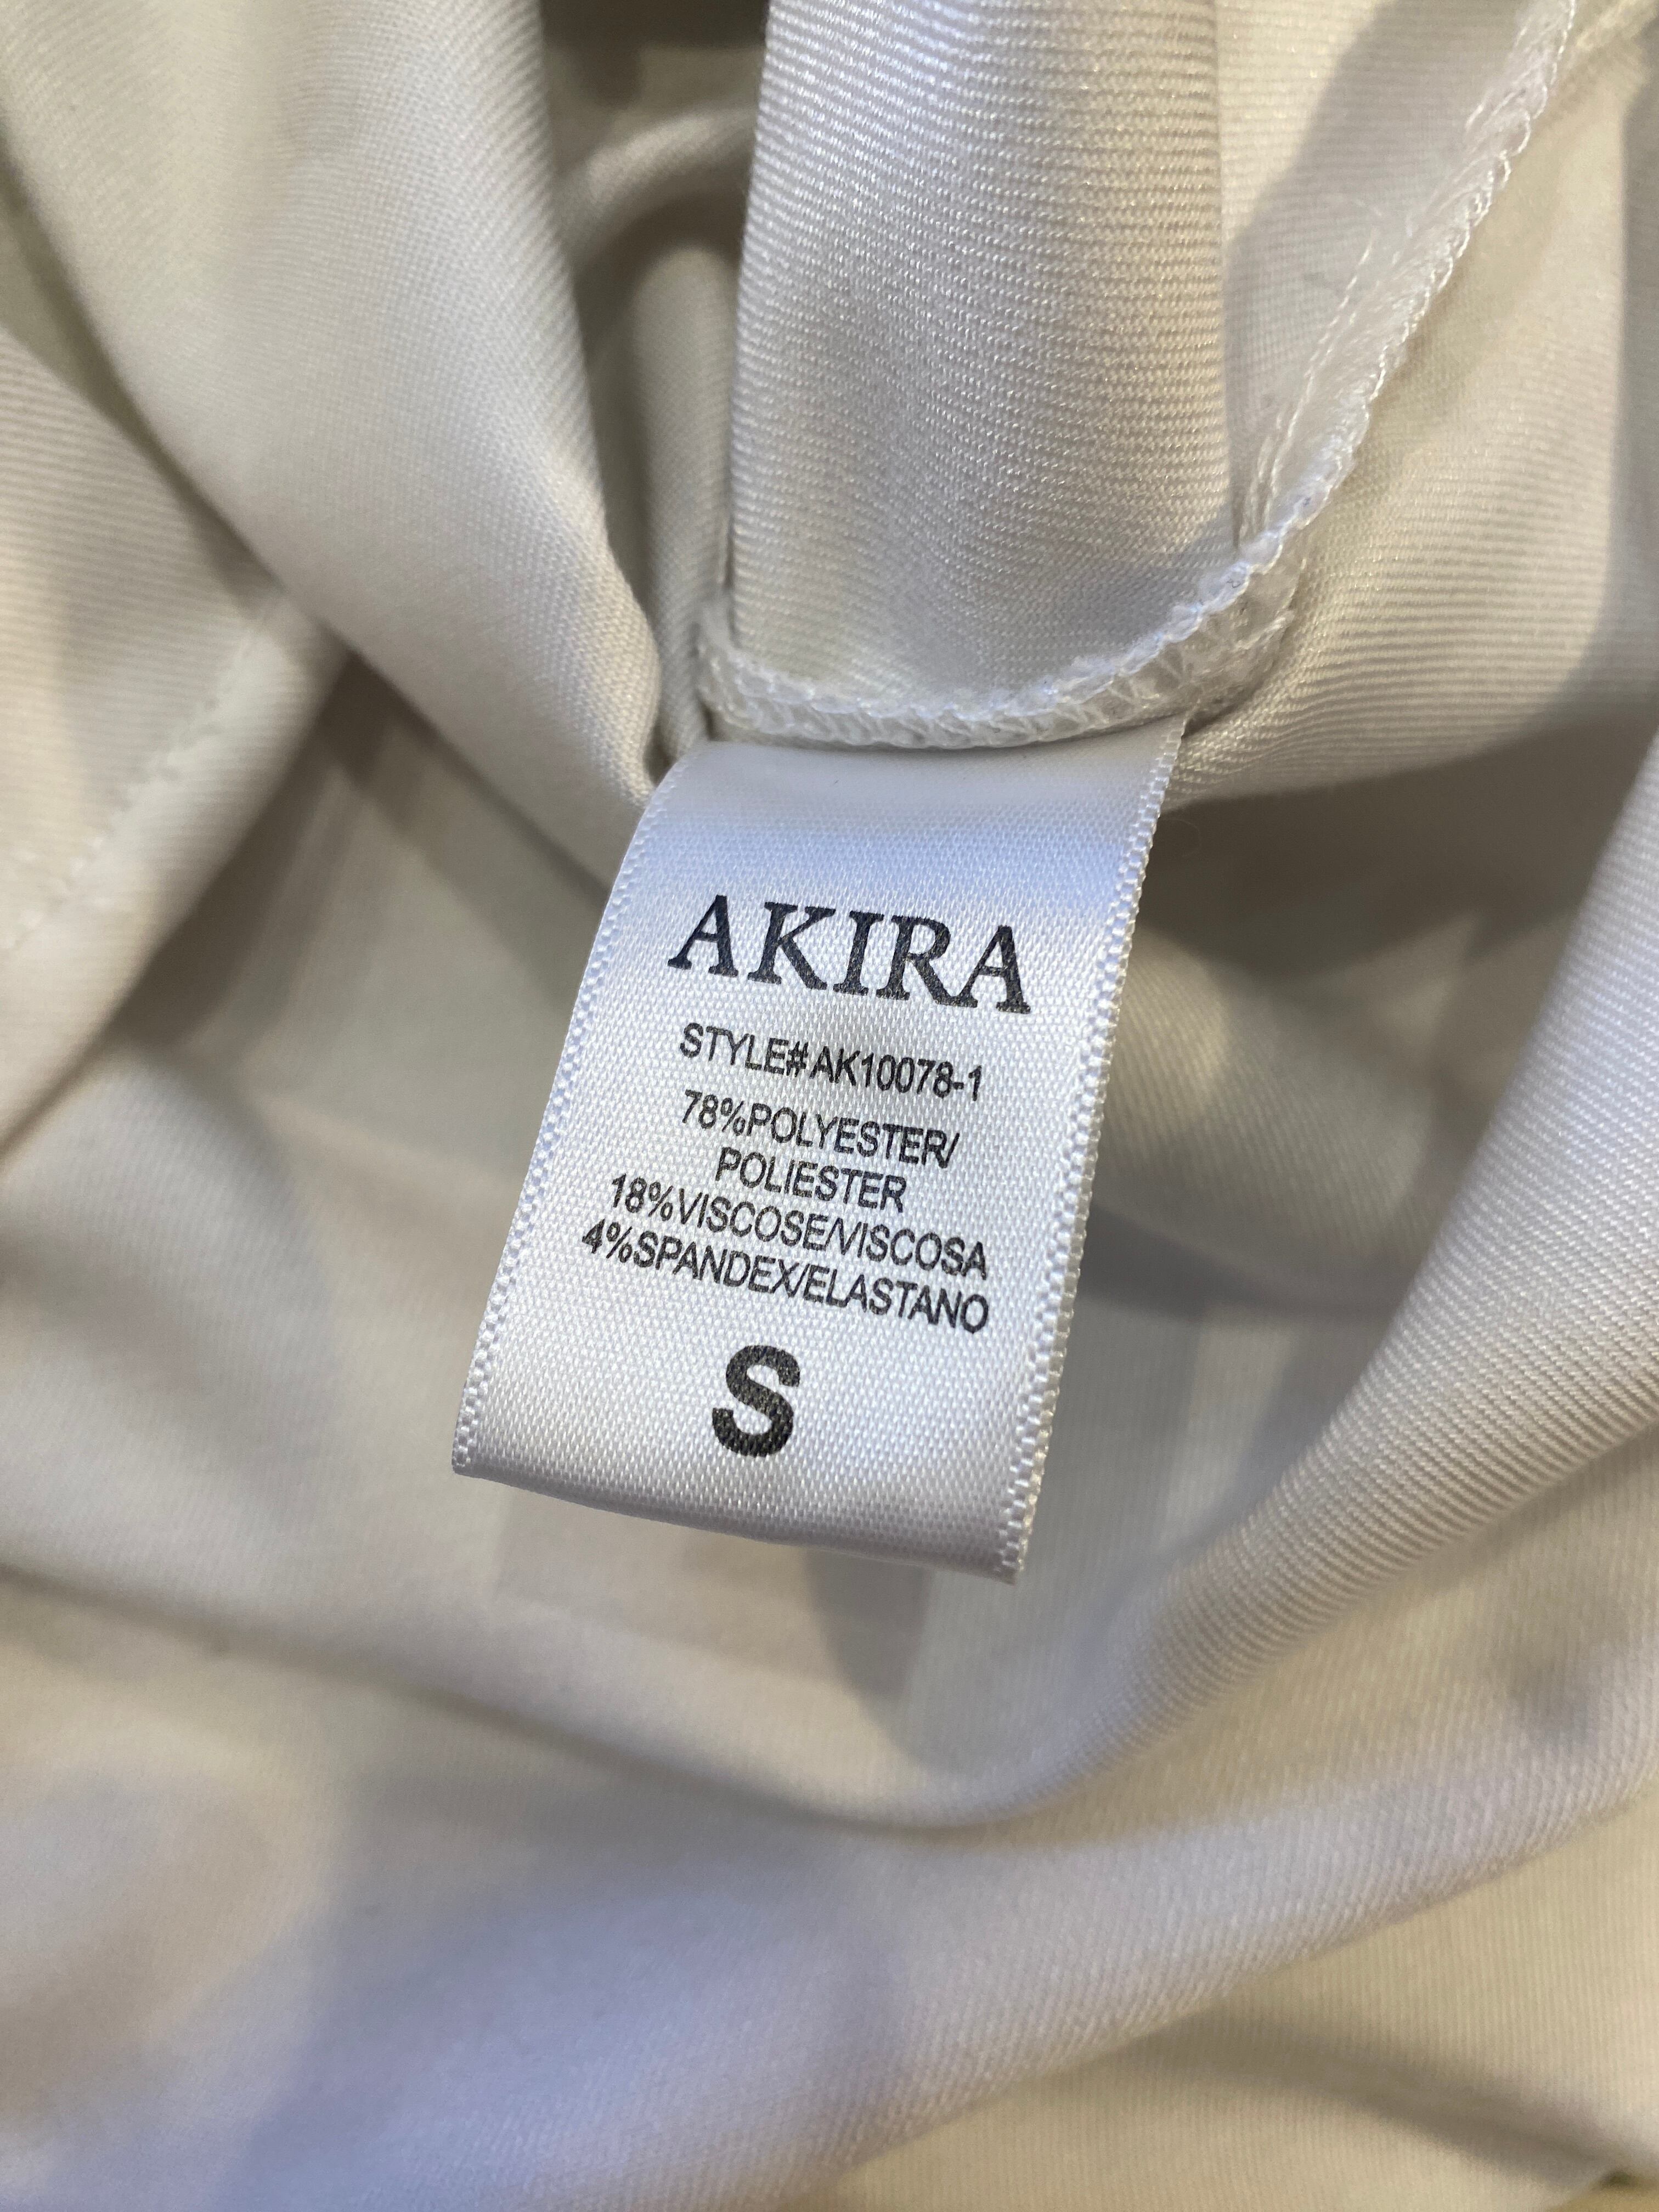 AKIRA
STYLE#AK10078-1
78%POLYESTER/
POLIESTER
18%VISCOSE/VISCOSA
4%SPANDEX/ELASTANO
S